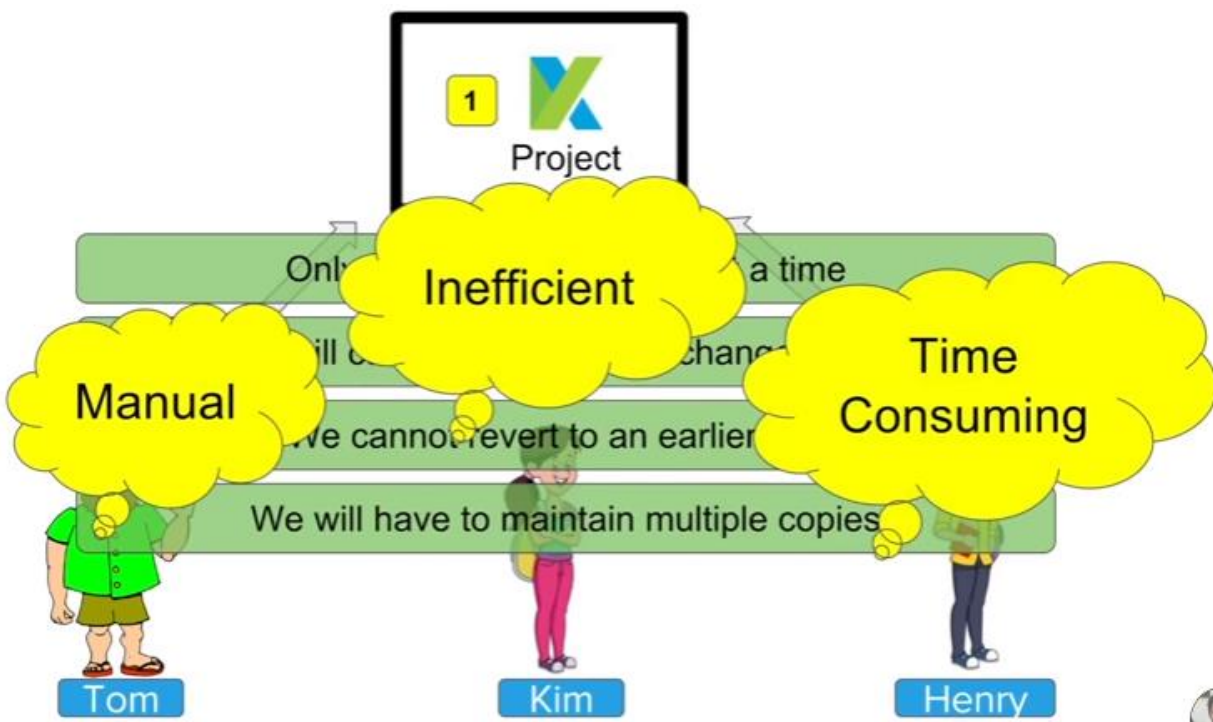 1
Project
Only a time
Inefficient
Time
Consuming
Manual
We cannot revert to an earlier
We will have to maintain multiple copies
Tom
Kim
Henry